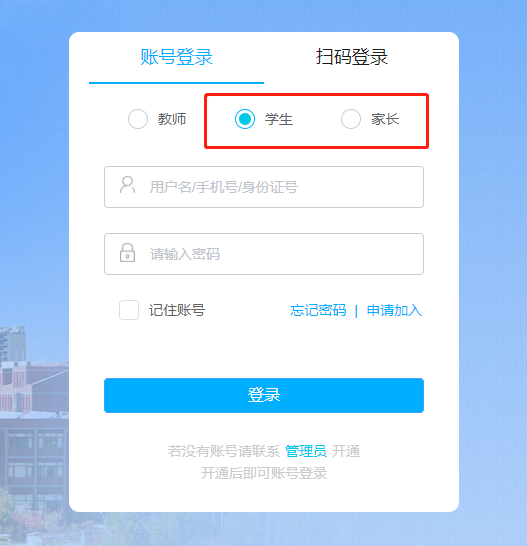 账号登录 扫码登录
教师 学生 家长
用户名/手机号/身份证号
请输入密码
记住账号 忘记密码 | 申请加入
登录
若没有账号请联系 管理员 开通
开通后即可账号登录